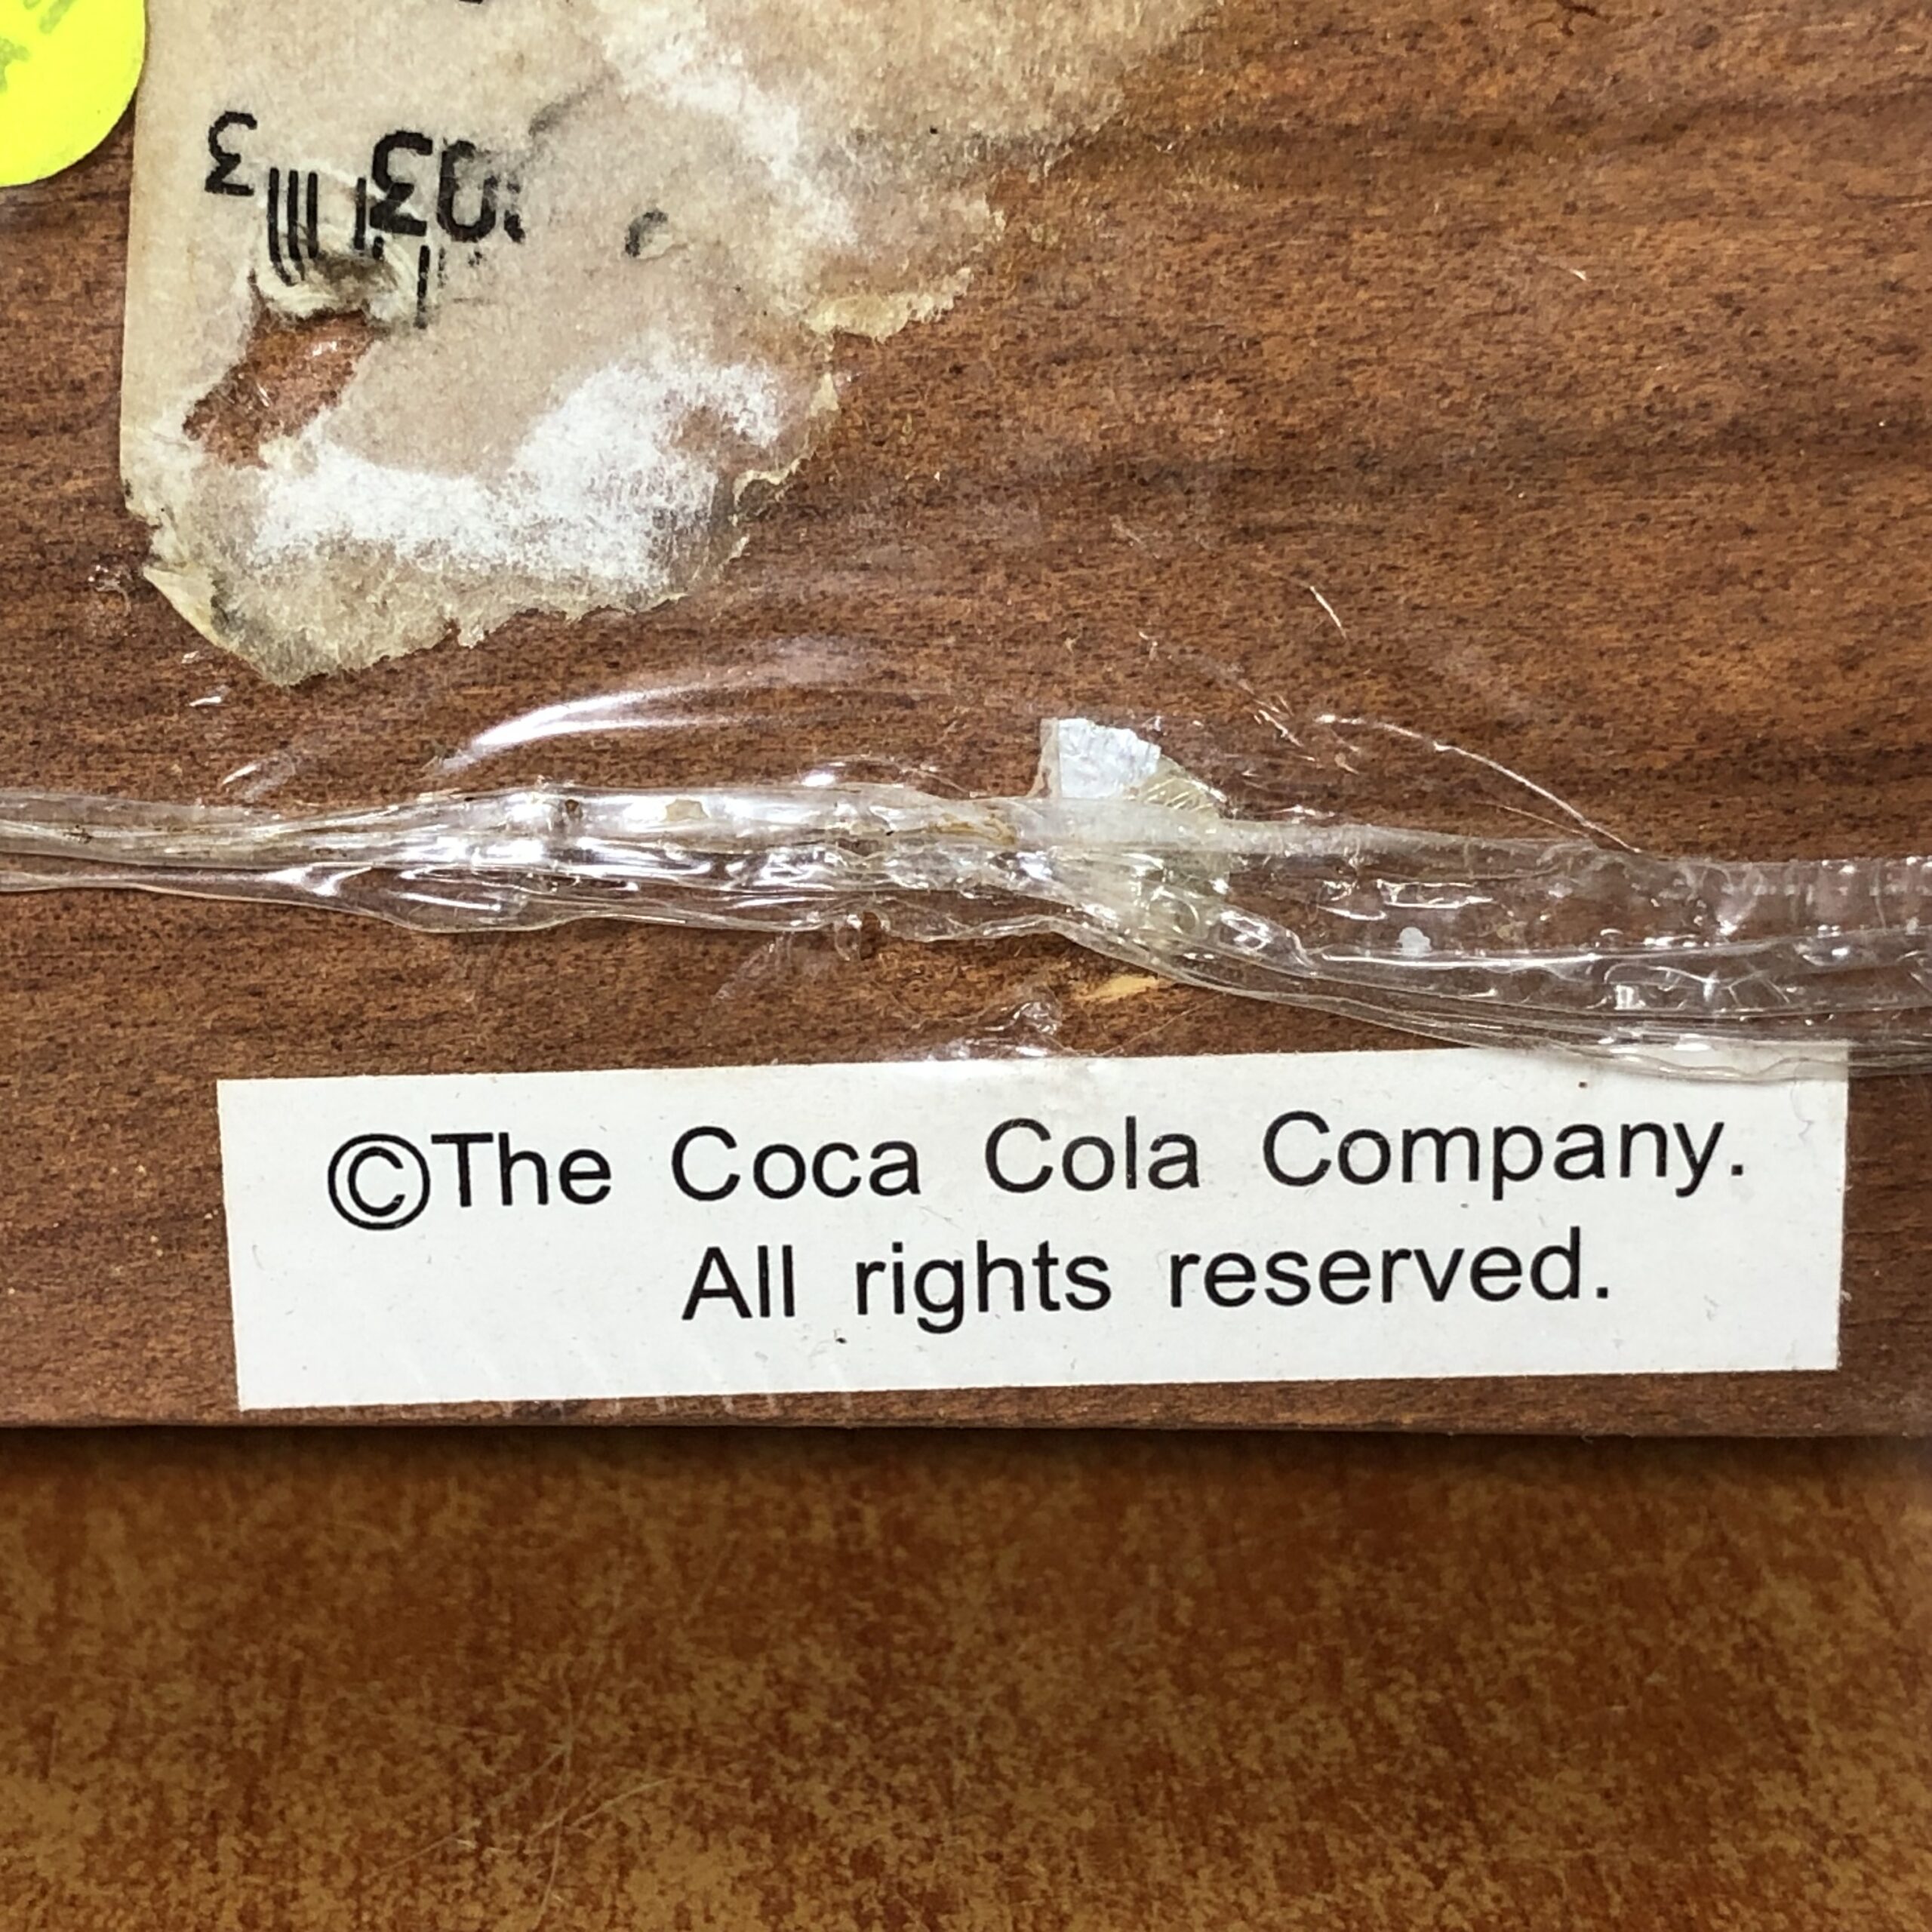 ©The Coca Cola Company.
All rights reserved.